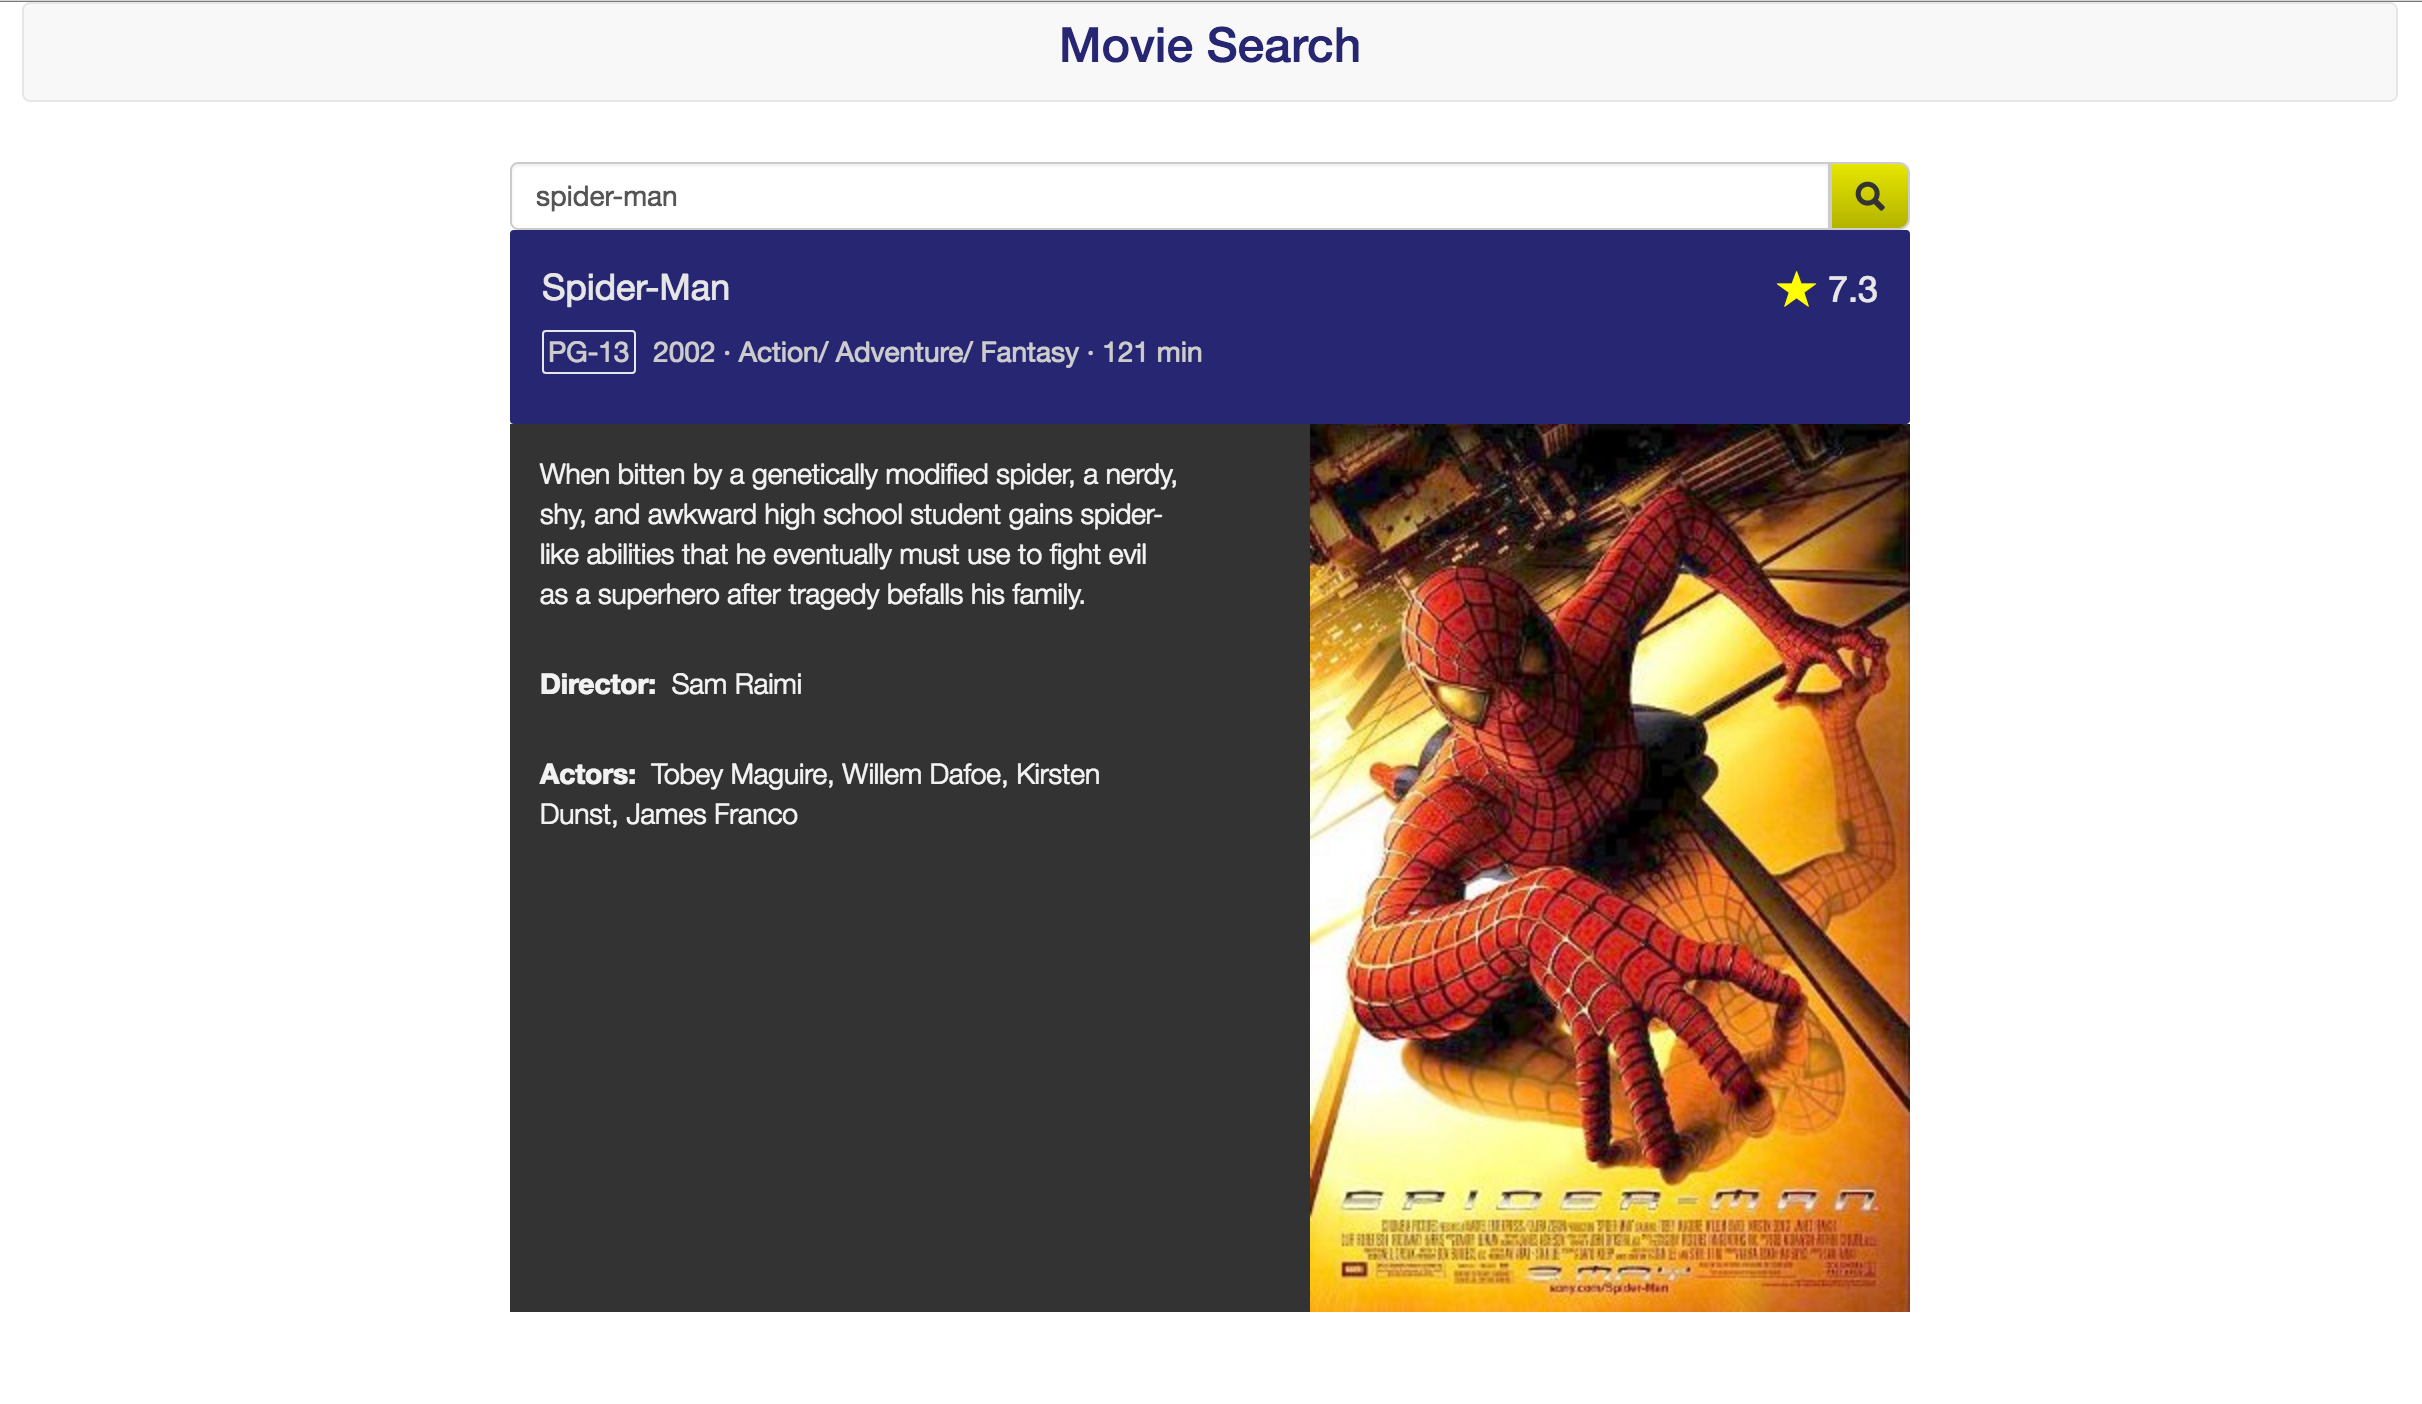 Movie Search
spider-man
Spider-Man
★ 7.3
PG-13 2002 · Action/ Adventure/ Fantasy · 121 min
When bitten by a genetically modified spider, a nerdy,
shy, and awkward high school student gains spider-
like abilities that he eventually must use to fight evil
as a superhero after tragedy befalls his family.
Director: Sam Raimi
Actors: Tobey Maguire, Willem Dafoe, Kirsten
Dunst, James Franco
SPIDER-MAN
sony.com/Spider-Man